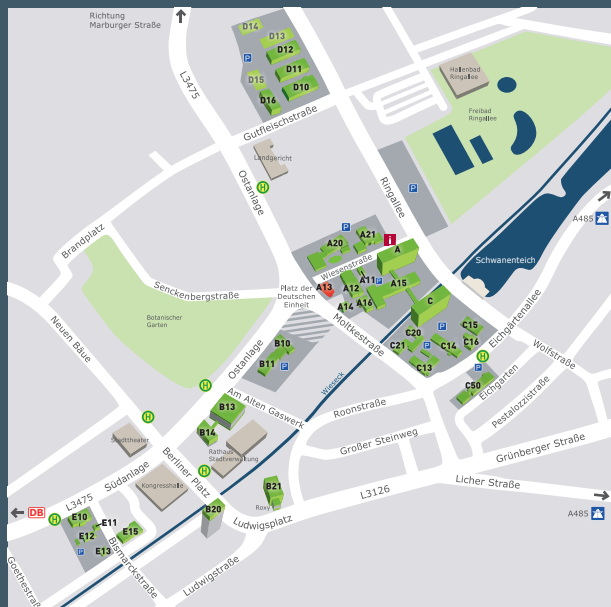 Richtung
Marburger Straße
L3475
D14
D13
D12
D11
D10
D15
D16
P
Gutfleischstraße
Landgericht
H
Ostanlage
Hallenbad
Ringallee
Freibad
Ringallee
P
Ringallee
A485
Brandplatz
Senckenbergstraße
Botanischer
Garten
Neuen Bäue
Platz der
Deutschen
Einheit
P
A21
A20
i
Wiesenstraße
A
A11
P
A13
A12
A15
A14
A16
Schwanenteich
C
P
C20
C15
C21
P
C14
C16
C13
H
P
C50
Eichgärtenallee
Wolfstraße
Eichgarten
Pestalozzistraße
Moltkestraße
Wieseck
Ostanlage
B10
B11
P
H
Am Alten Gaswerk
Roonstraße
Großer Steinweg
Grünberger Straße
B13
B14
H
Stadttheater
Rathaus
Stadtverwaltung
Berliner Platz
H
Kongresshalle
Südanlage
L3475
DB
H
E10
E11
E12
E15
E13
P
Bismarckstraße
Goethestraße
B20
B21
Roxy
Ludwigsplatz
Ludwigstraße
L3126
Licher Straße
A485